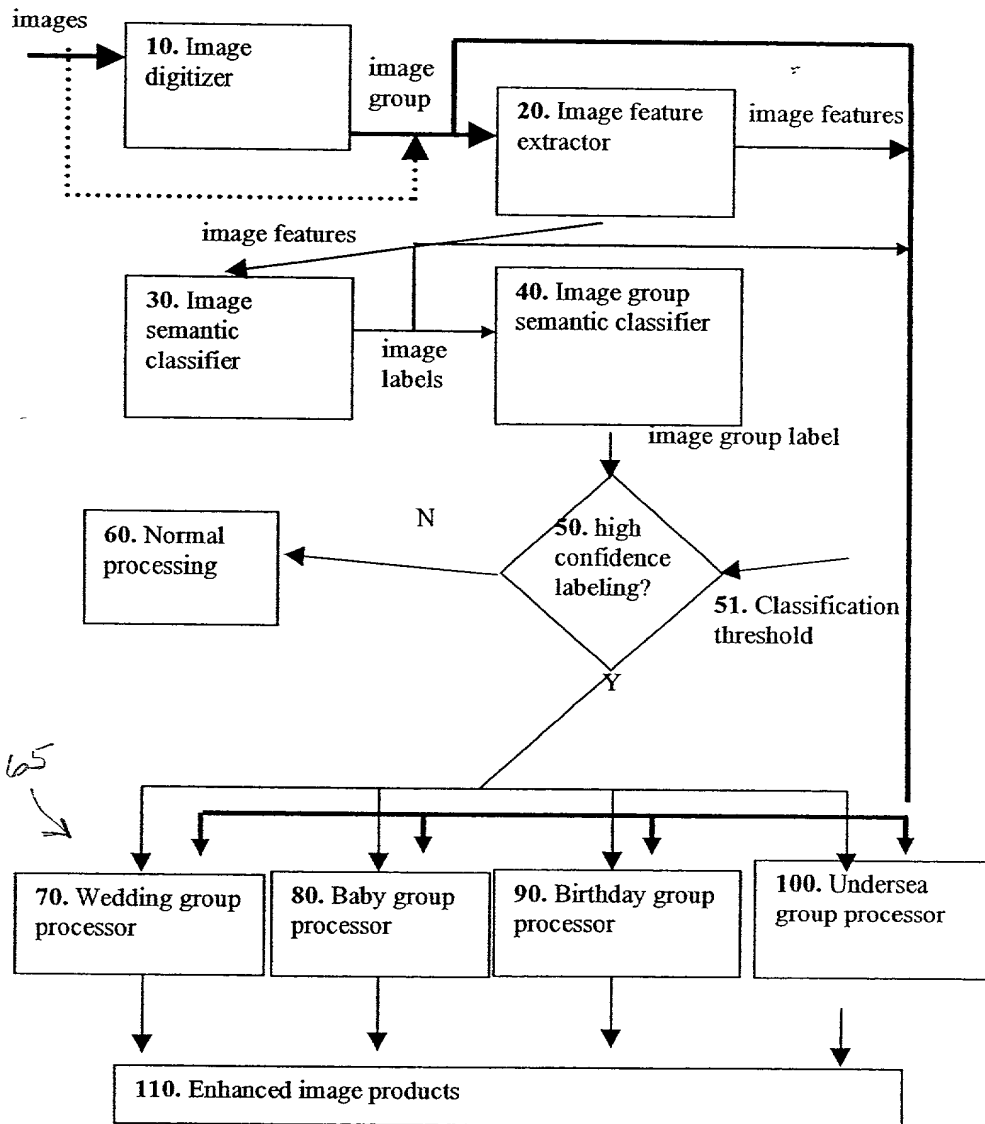 images
10. Image
digitizer
image
group
20. Image feature
extractor
image features
image features
30. Image
semantic
classifier
image
labels
40. Image group
semantic classifier
image group label
N
50. high
confidence
labeling?
60. Normal
processing
51. Classification
threshold
Y
65
70. Wedding group
processor
80. Baby group
processor
90. Birthday group
processor
100. Undersea
group processor
110. Enhanced image products